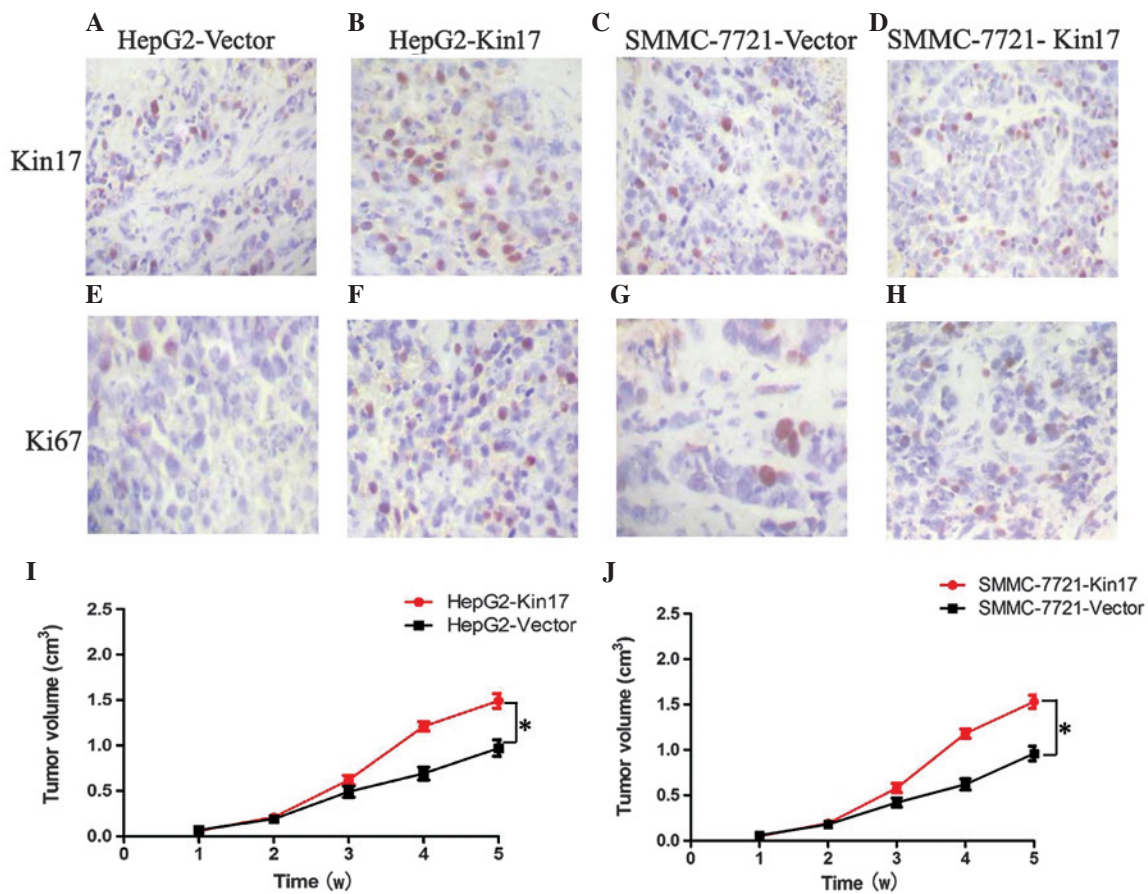 A B C D
HepG2-Vector HepG2-Kin17 SMMC-7721-Vector SMMC-7721- Kin17
Kin17
E F G H
Ki67
I J
HepG2-Kin17
HepG2-Vector
2.5
2.0
1.5
1.0
0.5
0.0
Tumor volume (cm³)
*
0 1 2 3 4 5
Time (w)
SMMC-7721-Kin17
SMMC-7721-Vector
2.5
2.0
1.5
1.0
0.5
0.0
Tumor volume (cm³)
*
0 1 2 3 4 5
Time (w)